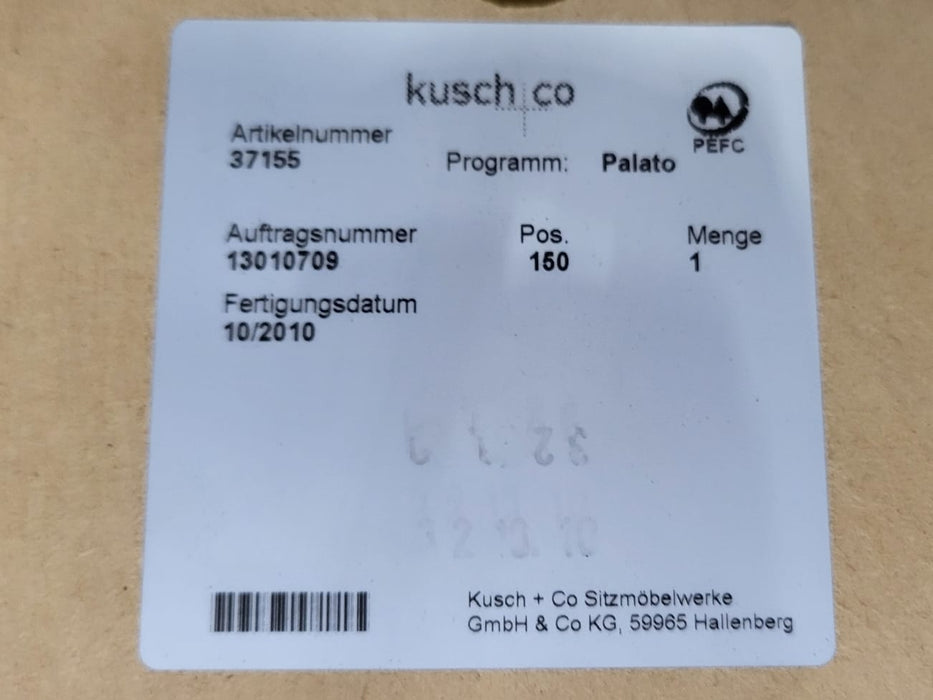 kusch+co
PEFC
Artikelnummer
37155
Programm: Palato
Auftragsnummer Pos. Menge
13010709 150 1
Fertigungsdatum
10/2010
Kusch + Co Sitzmöbelwerke
GmbH & Co KG, 59965 Hallenberg